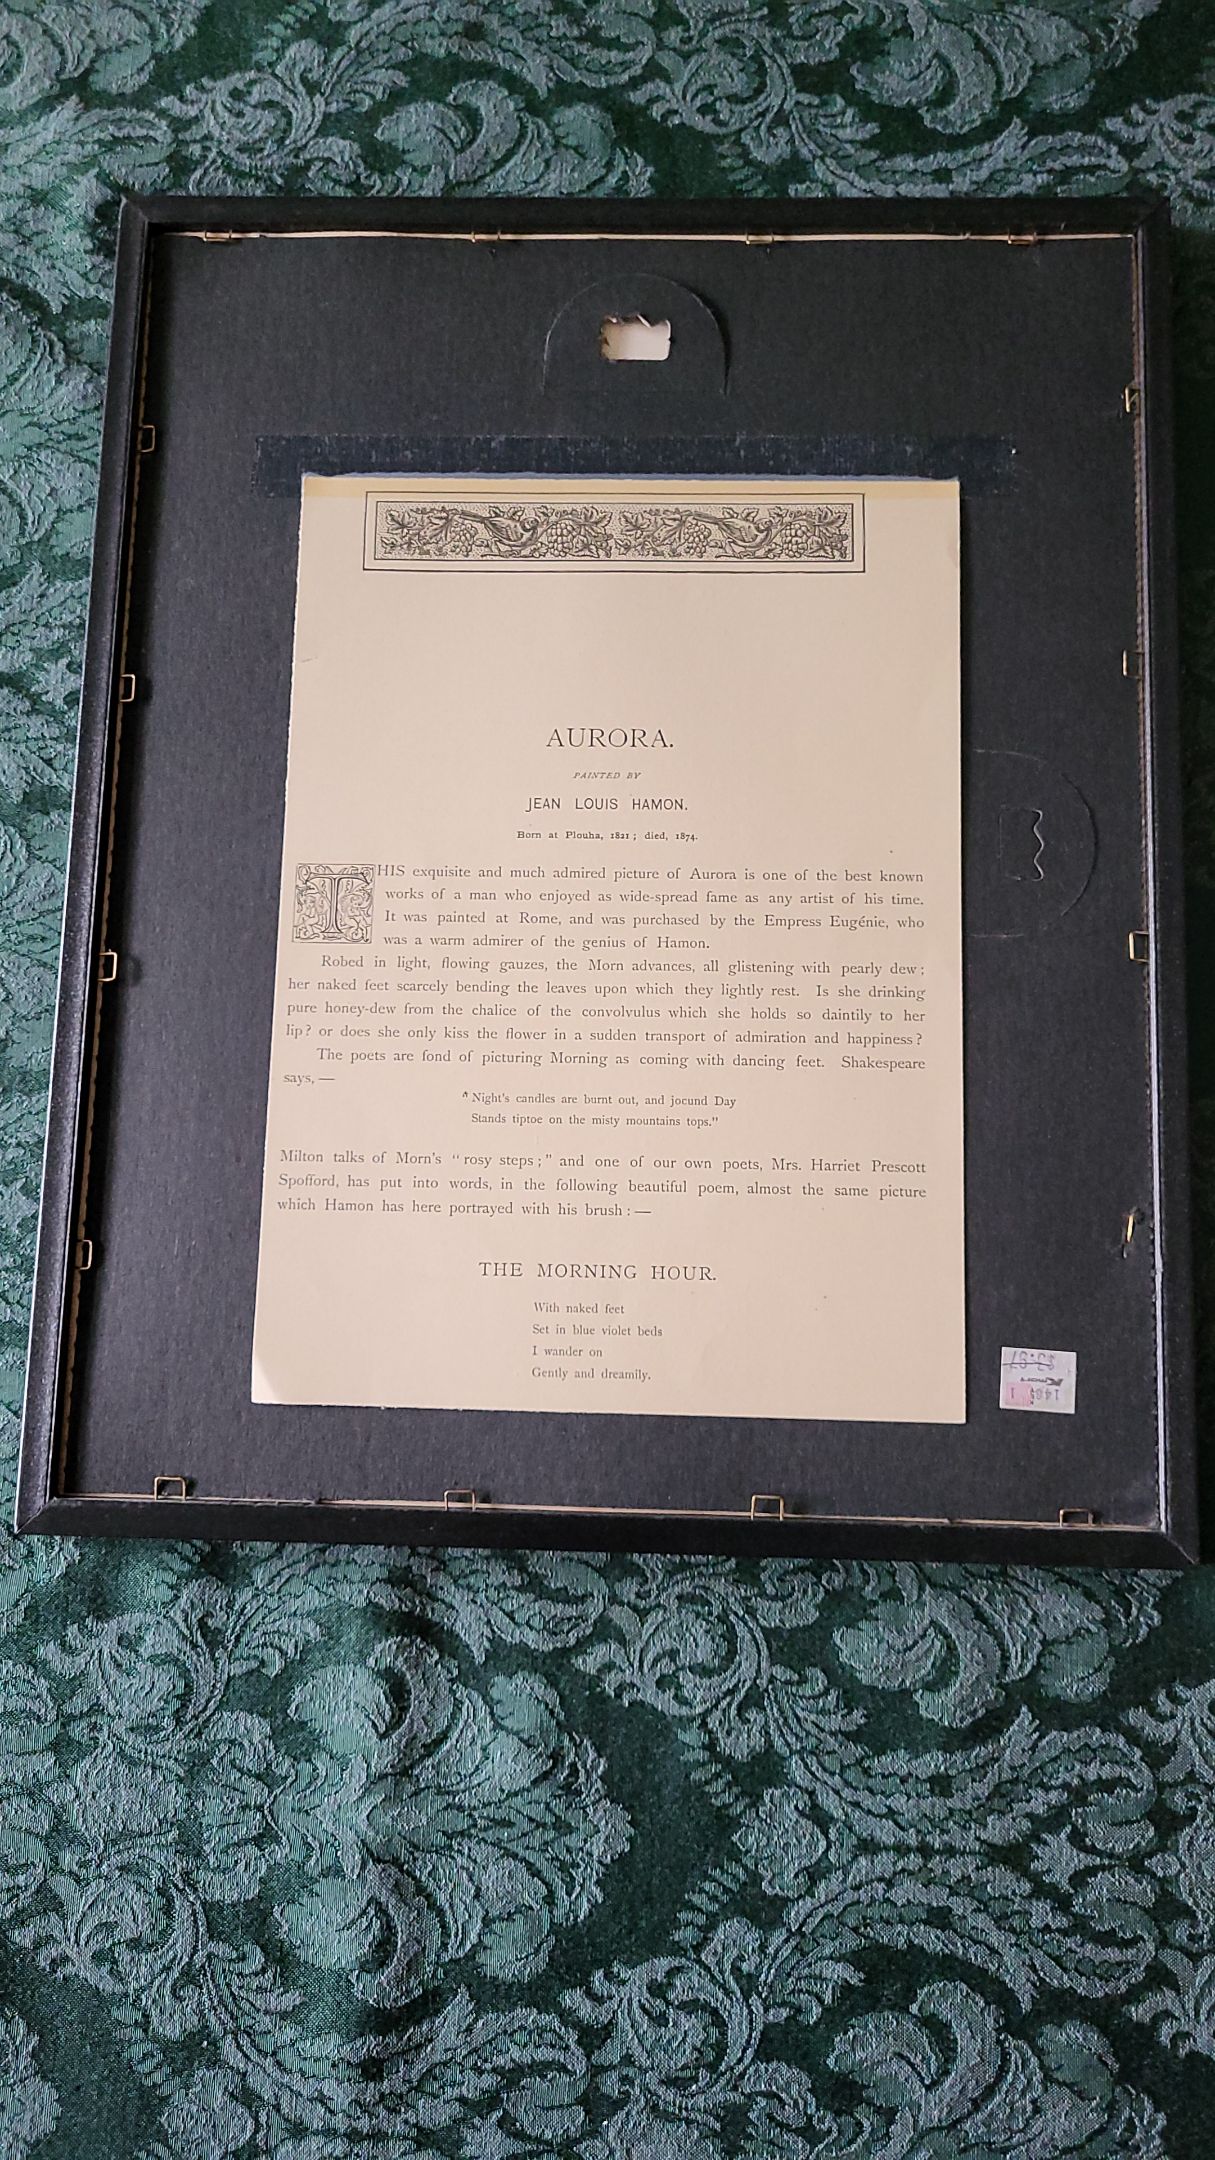 AURORA.
PAINTED BY
JEAN LOUIS HAMON.
Born at Plouha, 1821; died, 1874.
THIS exquisite and much admired picture of Aurora is one of the best known
works of a man who enjoyed as wide-spread fame as any artist of his time.
It was painted at Rome, and was purchased by the Empress Eugénie, who
was a warm admirer of the genius of Hamon.
Robed in light, flowing gauzes, the Morn advances, all glistening with pearly dew;
her naked feet scarcely bending the leaves upon which they lightly rest. Is she drinking
pure honey-dew from the chalice of the convolvulus which she holds so daintily to her
lip? or does she only kiss the flower in a sudden transport of admiration and happiness?
The poets are fond of picturing Morning as coming with dancing feet. Shakespeare
says, —
"Night's candles are burnt out, and jocund Day
Stands tiptoe on the misty mountains tops."
Milton talks of Morn's "rosy steps;" and one of our own poets, Mrs. Harriet Prescott
Spofford, has put into words, in the following beautiful poem, almost the same picture
which Hamon has here portrayed with his brush: —
THE MORNING HOUR.
With naked feet
Set in blue violet beds
I wander on
Gently and dreamily.
Kmart